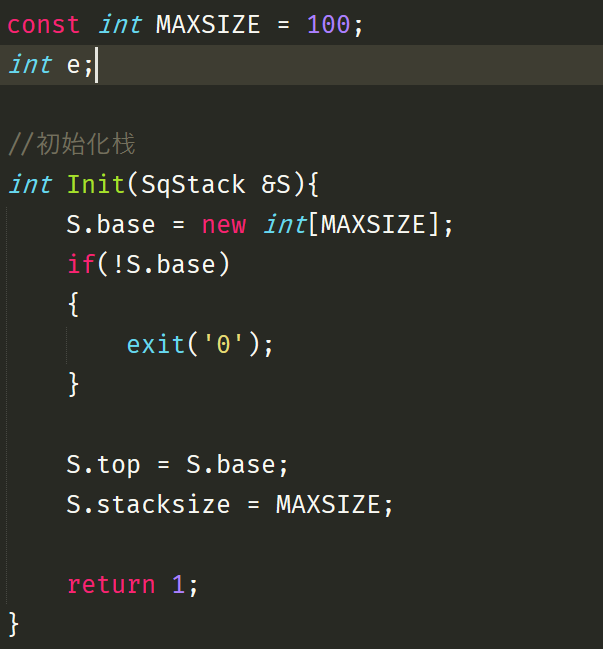 const int MAXSIZE = 100;
int e;
//初始化栈
int Init(SqStack &S){
    S.base = new int[MAXSIZE];
    if(!S.base)
    {
        exit('0');
    }
    S.top = S.base;
    S.stacksize = MAXSIZE;
    return 1;
}